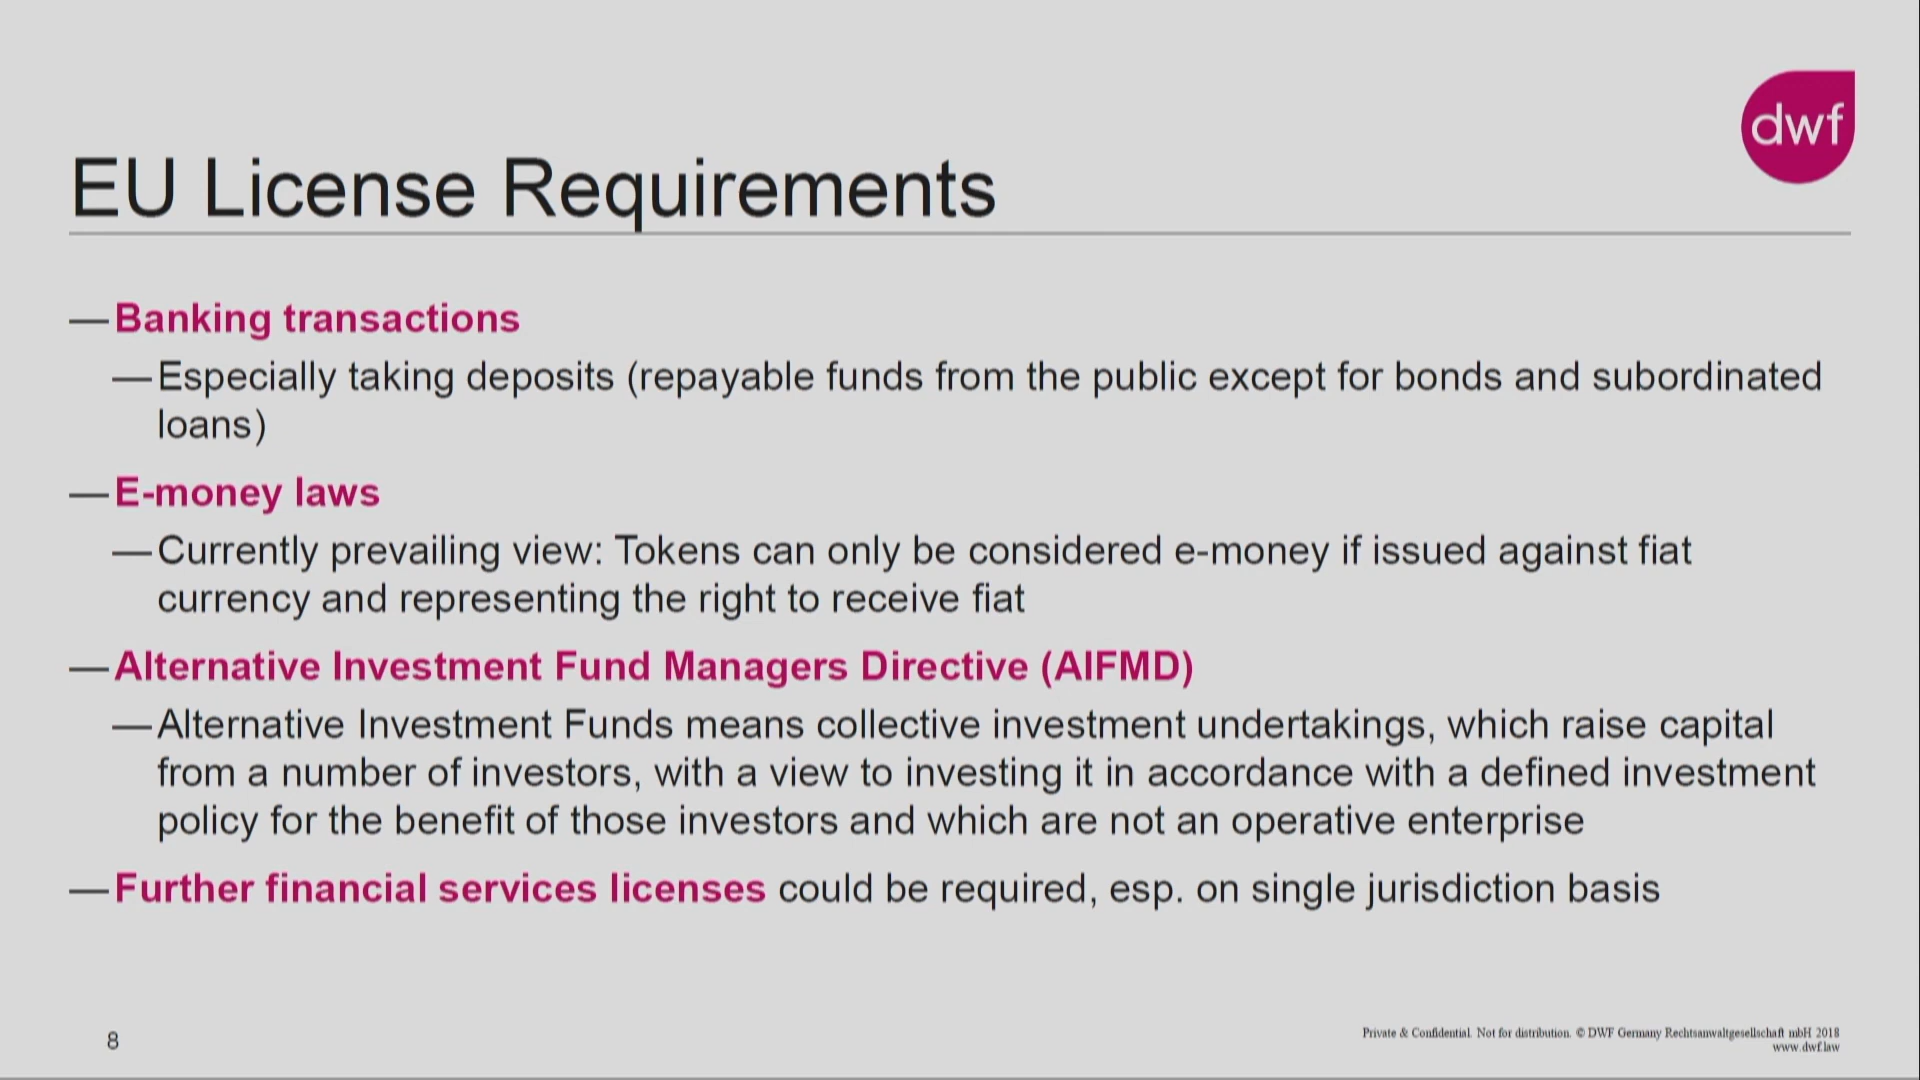 dwf
EU License Requirements
—Banking transactions
—Especially taking deposits (repayable funds from the public except for bonds and subordinated
loans)
—E-money laws
—Currently prevailing view: Tokens can only be considered e-money if issued against fiat
currency and representing the right to receive fiat
—Alternative Investment Fund Managers Directive (AIFMD)
—Alternative Investment Funds means collective investment undertakings, which raise capital
from a number of investors, with a view to investing it in accordance with a defined investment
policy for the benefit of those investors and which are not an operative enterprise
—Further financial services licenses could be required, esp. on single jurisdiction basis
8
Private & Confidential. Not for distribution. © DWF Germany Rechtsanwaltgesellschaft mbH 2018
www.dwf.law